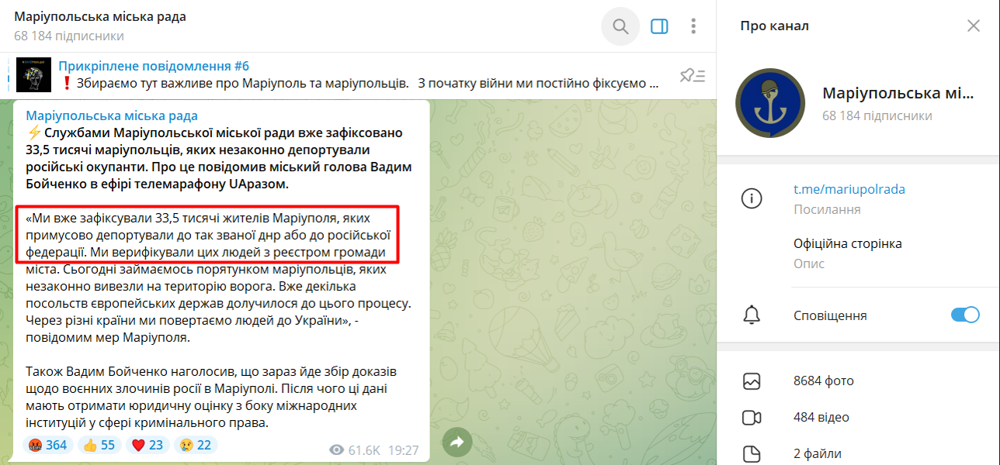 Маріупольська міська рада
68 184 підписники
Прикріплене повідомлення #6
❗ Збираємо тут важливе про Маріуполь та маріупольців. З початку війни ми постійно фіксуємо ...
Маріупольська міська рада
⚡Службами Маріупольської міської ради вже зафіксовано
33,5 тисячі маріупольців, яких незаконно депортували
російські окупанти. Про це повідомив міський голова Вадим
Бойченко в ефірі телемарафону UAразом.
«Ми вже зафіксували 33,5 тисячі жителів Маріуполя, яких
примусово депортували до так званої днр або до російської
федерації. Ми верифікували цих людей з реєстром громади
міста. Сьогодні займаємось порятунком маріупольців, яких
незаконно вивезли на територію ворога. Вже декілька
посольств європейських держав долучилося до цього процесу.
Через різні країни ми повертаємо людей до України», -
повідомим мер Маріуполя.
Також Вадим Бойченко наголосив, що зараз йде збір доказів
щодо воєнних злочинів росії в Маріуполі. Після чого ці дані
мають отримати юридичну оцінку з боку міжнародних
інституцій у сфері кримінального права.
🤬 364 👍 55 ❤️ 23 😢 22 61.6K 19:27
Про канал
Маріупольська мі...
68 184 підписники
t.me/mariupolrada
Посилання
Офіційна сторінка
Опис
Сповіщення
8684 фото
484 відео
2 файли